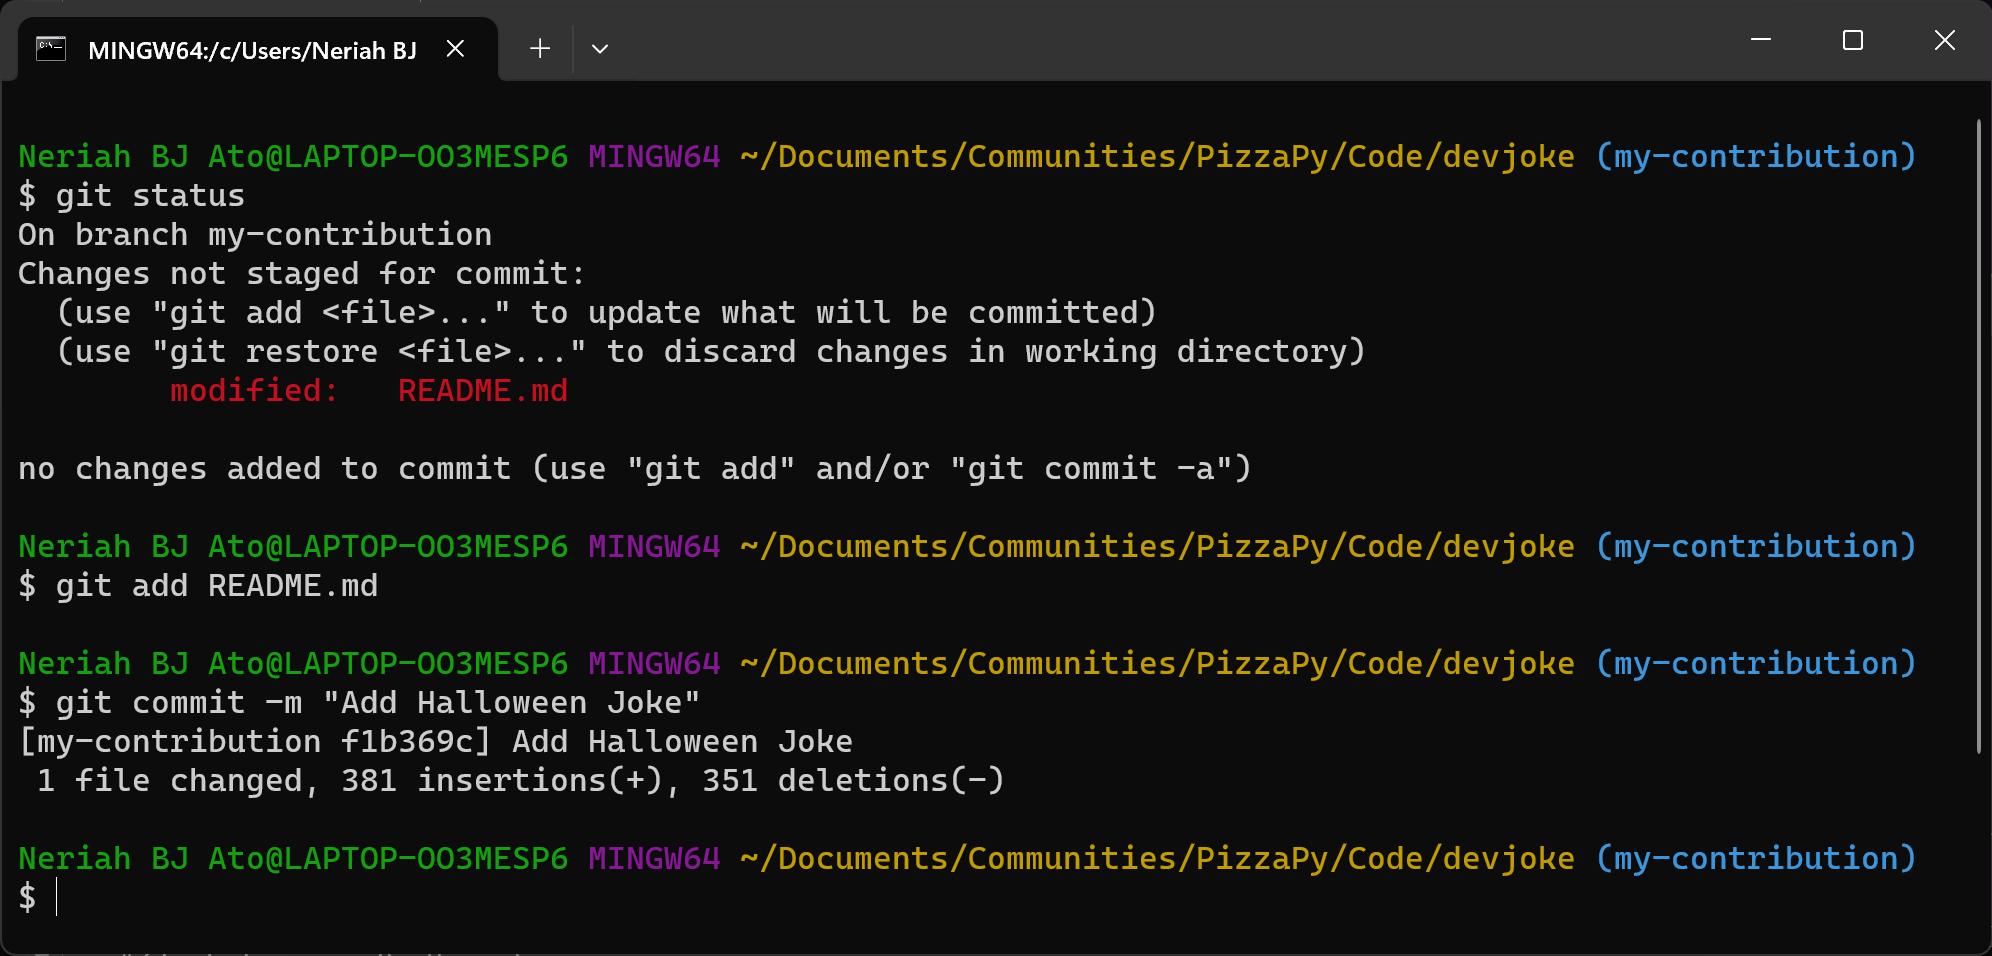 MINGW64:/c/Users/Neriah BJ
Neriah BJ Ato@LAPTOP-OO3MESP6 MINGW64 ~/Documents/Communities/PizzaPy/Code/devjoke (my-contribution)
$ git status
On branch my-contribution
Changes not staged for commit:
  (use "git add <file>..." to update what will be committed)
  (use "git restore <file>..." to discard changes in working directory)
        modified:   README.md
no changes added to commit (use "git add" and/or "git commit -a")
Neriah BJ Ato@LAPTOP-OO3MESP6 MINGW64 ~/Documents/Communities/PizzaPy/Code/devjoke (my-contribution)
$ git add README.md
Neriah BJ Ato@LAPTOP-OO3MESP6 MINGW64 ~/Documents/Communities/PizzaPy/Code/devjoke (my-contribution)
$ git commit -m "Add Halloween Joke"
[my-contribution f1b369c] Add Halloween Joke
 1 file changed, 381 insertions(+), 351 deletions(-)
Neriah BJ Ato@LAPTOP-OO3MESP6 MINGW64 ~/Documents/Communities/PizzaPy/Code/devjoke (my-contribution)
$